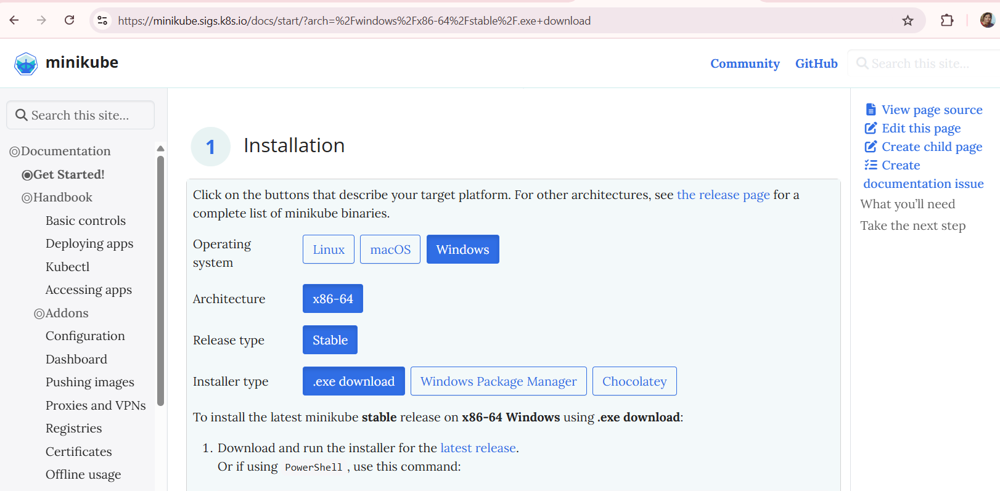 https://minikube.sigs.k8s.io/docs/start/?arch=%2Fwindows%2Fx86-64%2Fstable%2F.exe+download
minikube
Community
GitHub
Search this site...
Search this site...
Documentation
Get Started!
Handbook
Basic controls
Deploying apps
Kubectl
Accessing apps
Addons
Configuration
Dashboard
Pushing images
Proxies and VPNs
Registries
Certificates
Offline usage
1 Installation
Click on the buttons that describe your target platform. For other architectures, see the release page for a
complete list of minikube binaries.
Operating
system
Linux macOS Windows
Architecture x86-64
Release type Stable
Installer type .exe download Windows Package Manager Chocolatey
To install the latest minikube stable release on x86-64 Windows using .exe download:
1. Download and run the installer for the latest release.
Or if using PowerShell , use this command:
View page source
Edit this page
Create child page
Create
documentation issue
What you’ll need
Take the next step